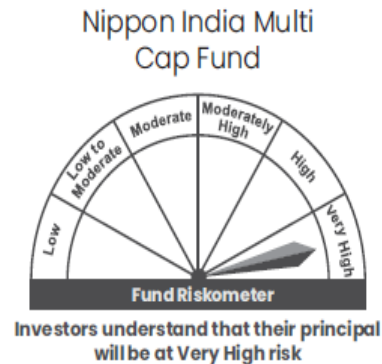 Nippon India Multi
Cap Fund
Low
Low to
Moderate
Moderate
Moderately
High
High
Very High
Fund Riskometer
Investors understand that their principal
will be at Very High risk